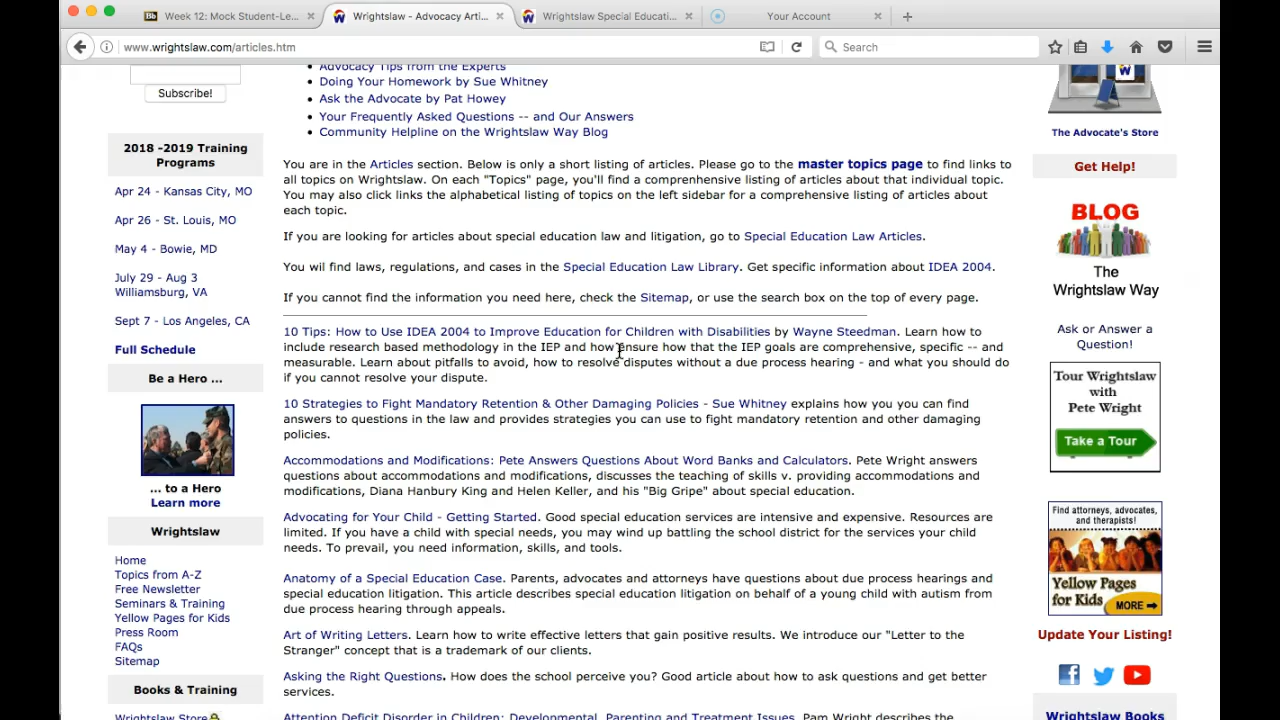 Week 12: Mock Student-Le...
Wrightslaw - Advocacy Arti...
Wrightslaw Special Educati...
Your Account
www.wrightslaw.com/articles.htm
Search
Subscribe!
2018 -2019 Training
Programs
Apr 24 - Kansas City, MO
Apr 26 - St. Louis, MO
May 4 - Bowie, MD
July 29 - Aug 3
Williamsburg, VA
Sept 7 - Los Angeles, CA
Full Schedule
Be a Hero ...
... to a Hero
Learn more
Wrightslaw
Home
Topics from A-Z
Free Newsletter
Seminars & Training
Yellow Pages for Kids
Press Room
FAQs
Sitemap
Books & Training
Wrightslaw Store
Advocacy Tips from the Experts
Doing Your Homework by Sue Whitney
Ask the Advocate by Pat Howey
Your Frequently Asked Questions -- and Our Answers
Community Helpline on the Wrightslaw Way Blog
You are in the Articles section. Below is only a short listing of articles. Please go to the master topics page to find links to
all topics on Wrightslaw. On each "Topics" page, you'll find a comprenhensive listing of articles about that individual topic.
You may also click links the alphabetical listing of topics on the left sidebar for a comprehensive listing of articles about
each topic.
If you are looking for articles about special education law and litigation, go to Special Education Law Articles.
You wil find laws, regulations, and cases in the Special Education Law Library. Get specific information about IDEA 2004.
If you cannot find the information you need here, check the Sitemap, or use the search box on the top of every page.
10 Tips: How to Use IDEA 2004 to Improve Education for Children with Disabilities by Wayne Steedman. Learn how to
include research based methodology in the IEP and how ensure how that the IEP goals are comprehensive, specific -- and
measurable. Learn about pitfalls to avoid, how to resolve disputes without a due process hearing - and what you should do
if you cannot resolve your dispute.
10 Strategies to Fight Mandatory Retention & Other Damaging Policies - Sue Whitney explains how you you can find
answers to questions in the law and provides strategies you can use to fight mandatory retention and other damaging
policies.
Accommodations and Modifications: Pete Answers Questions About Word Banks and Calculators. Pete Wright answers
questions about accommodations and modifications, discusses the teaching of skills v. providing accommodations and
modifications, Diana Hanbury King and Helen Keller, and his "Big Gripe" about special education.
Advocating for Your Child - Getting Started. Good special education services are intensive and expensive. Resources are
limited. If you have a child with special needs, you may wind up battling the school district for the services your child
needs. To prevail, you need information, skills, and tools.
Anatomy of a Special Education Case. Parents, advocates and attorneys have questions about due process hearings and
special education litigation. This article describes special education litigation on behalf of a young child with autism from
due process hearing through appeals.
Art of Writing Letters. Learn how to write effective letters that gain positive results. We introduce our "Letter to the
Stranger" concept that is a trademark of our clients.
Asking the Right Questions. How does the school perceive you? Good article about how to ask questions and get better
services.
Attention Deficit Disorder in Children: Developmental, Parenting and Treatment Issues. Pam Wright describes the
The Advocate's Store
Get Help!
BLOG
The
Wrightslaw Way
Ask or Answer a
Question!
Tour Wrightslaw
with
Pete Wright
Take a Tour
Find attorneys, advocates,
and therapists!
Yellow Pages
for Kids
MORE
Update Your Listing!
Wrightslaw Books